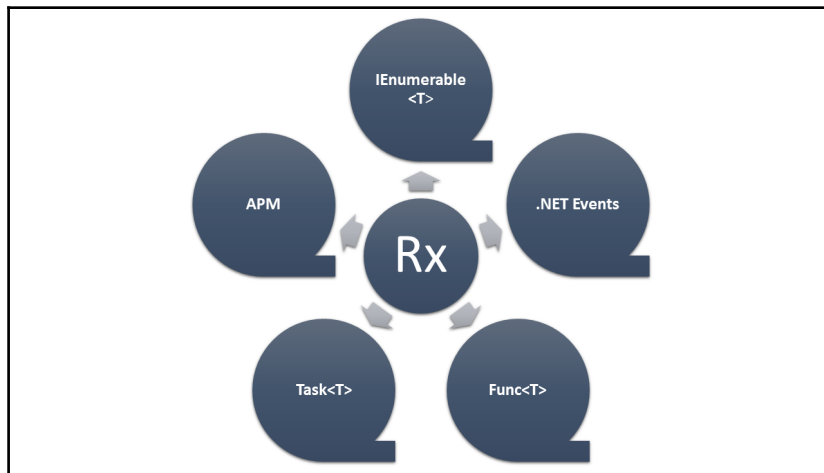 IEnumerable
<T>
APM
.NET Events
Rx
Task<T>
Func<T>